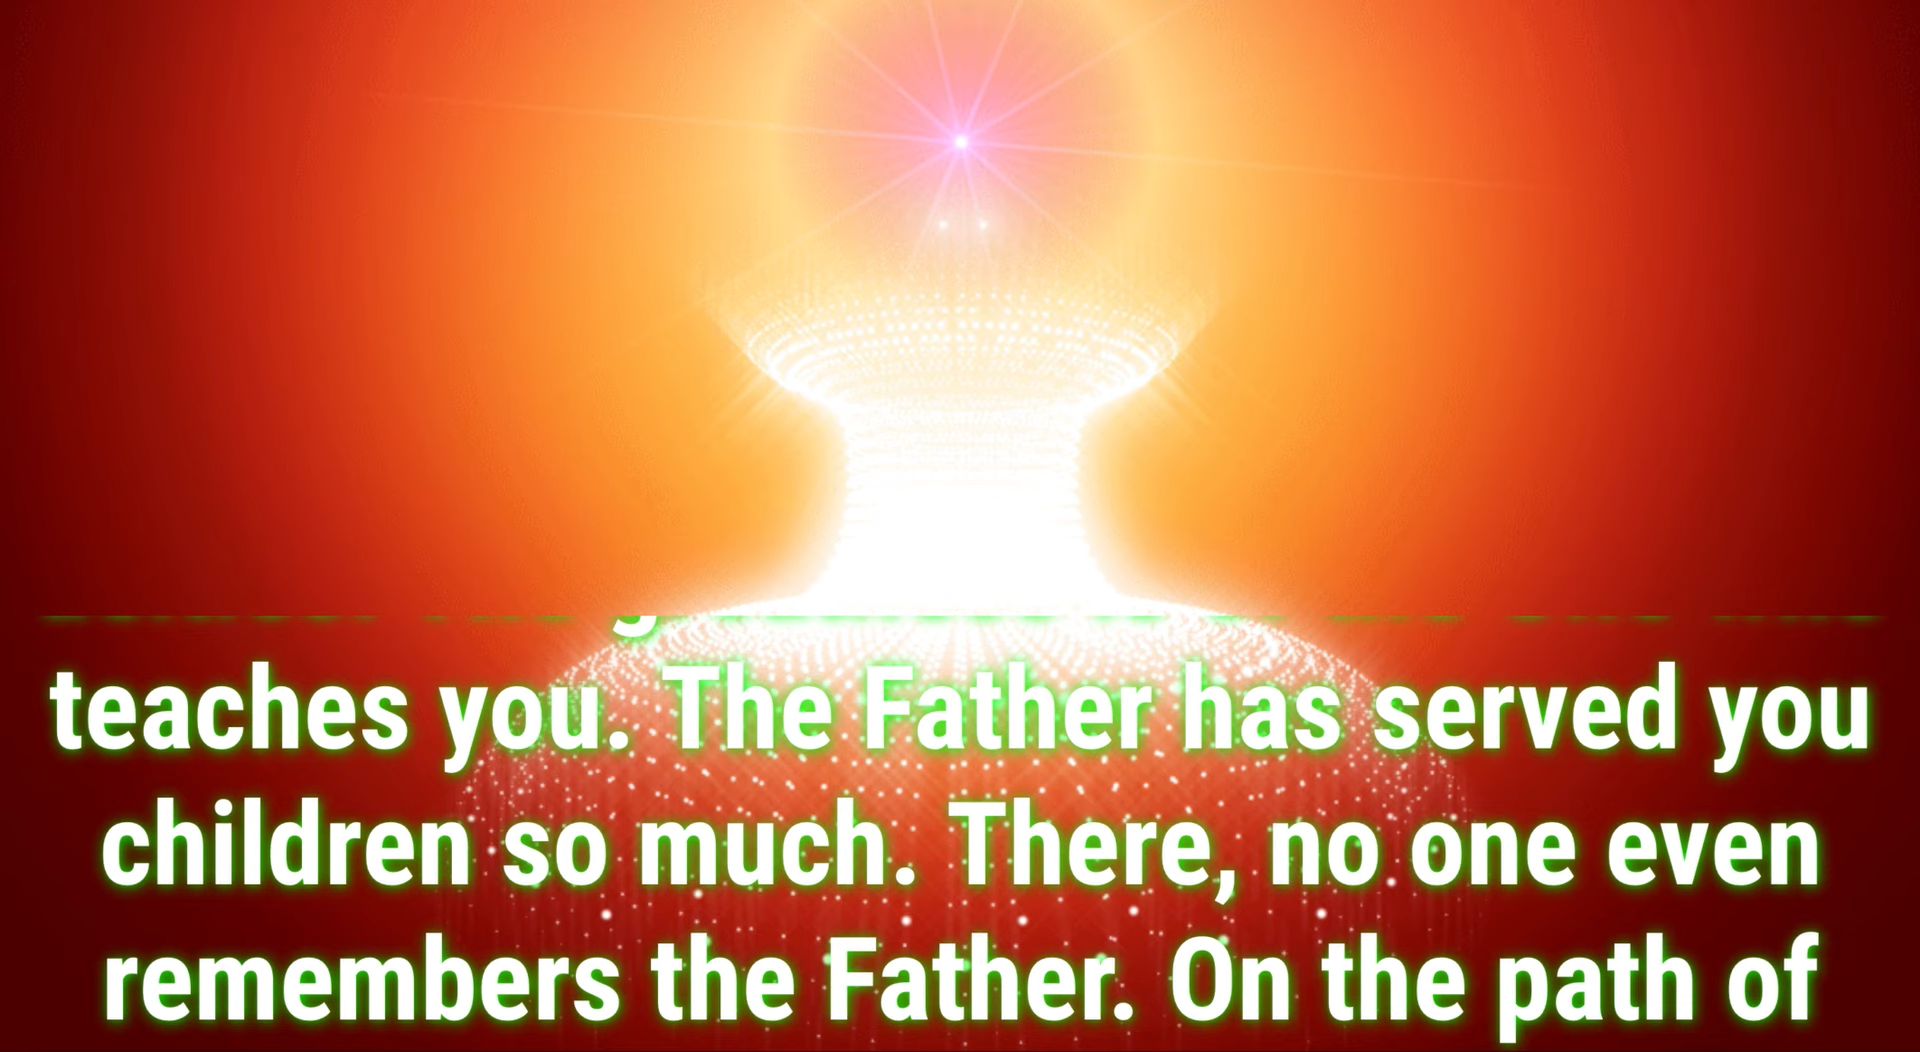 teaches you. The Father has served you
children so much. There, no one even
remembers the Father. On the path of